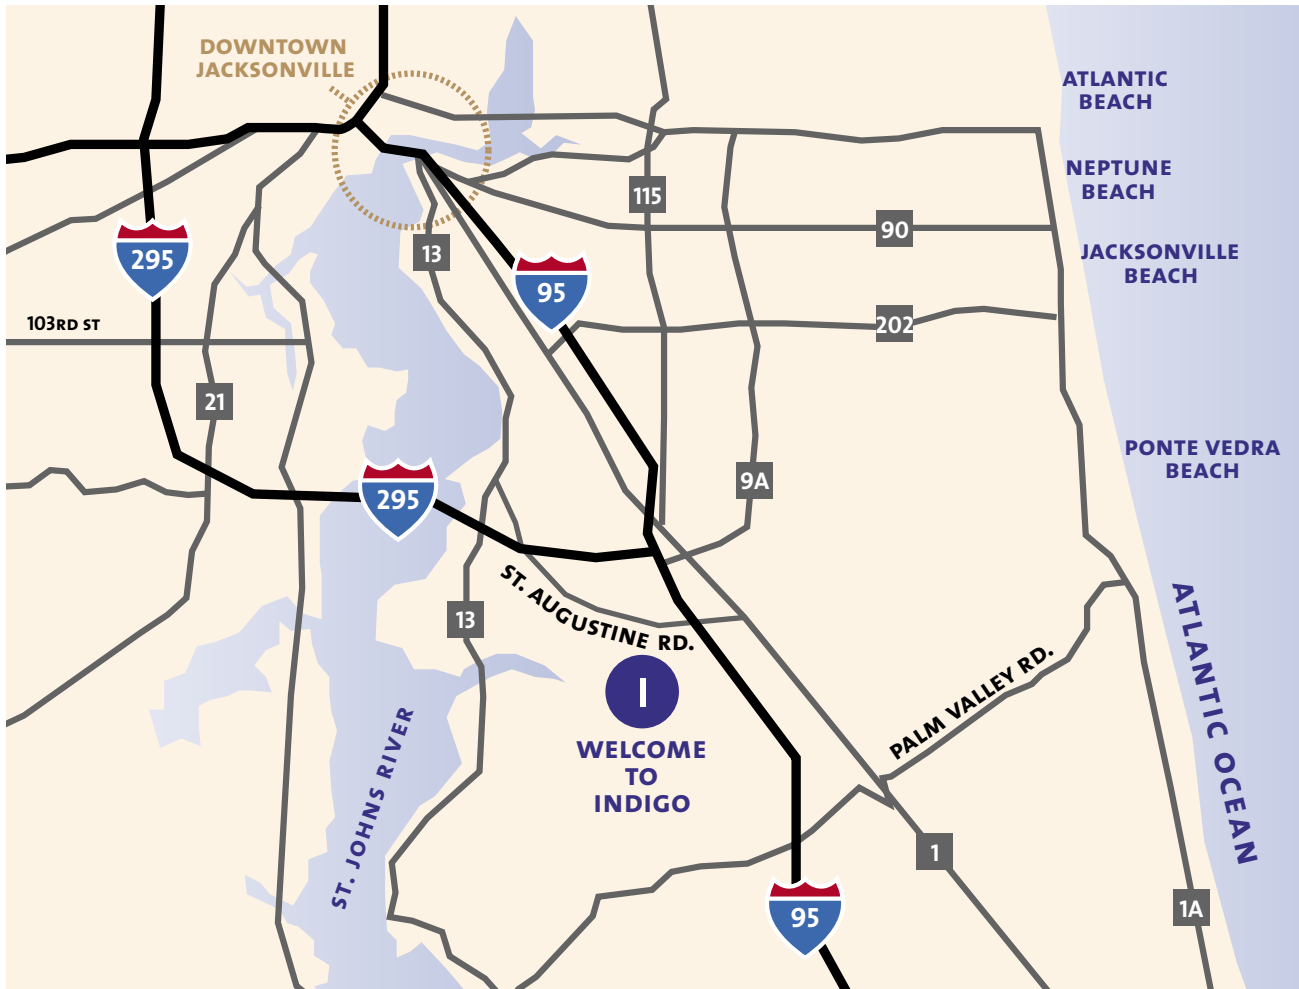 DOWNTOWN
JACKSONVILLE
ATLANTIC
BEACH
NEPTUNE
BEACH
115
90
13
JACKSONVILLE
BEACH
295
95
103RD ST
202
21
PONTE VEDRA
BEACH
9A
295
ST. AUGUSTINE RD.
13
ATLANTIC OCEAN
PALM VALLEY RD.
I
WELCOME
TO
INDIGO
ST. JOHNS RIVER
1
95
1A